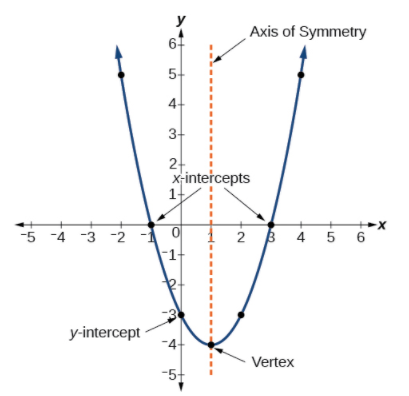 y
Axis of Symmetry
6
5
4
3
2
x-intercepts
1
x
-5 -4 -3 -2 -1 0 1 2 3 4 5 6
-1
-2
-3
y-intercept
-4
Vertex
-5